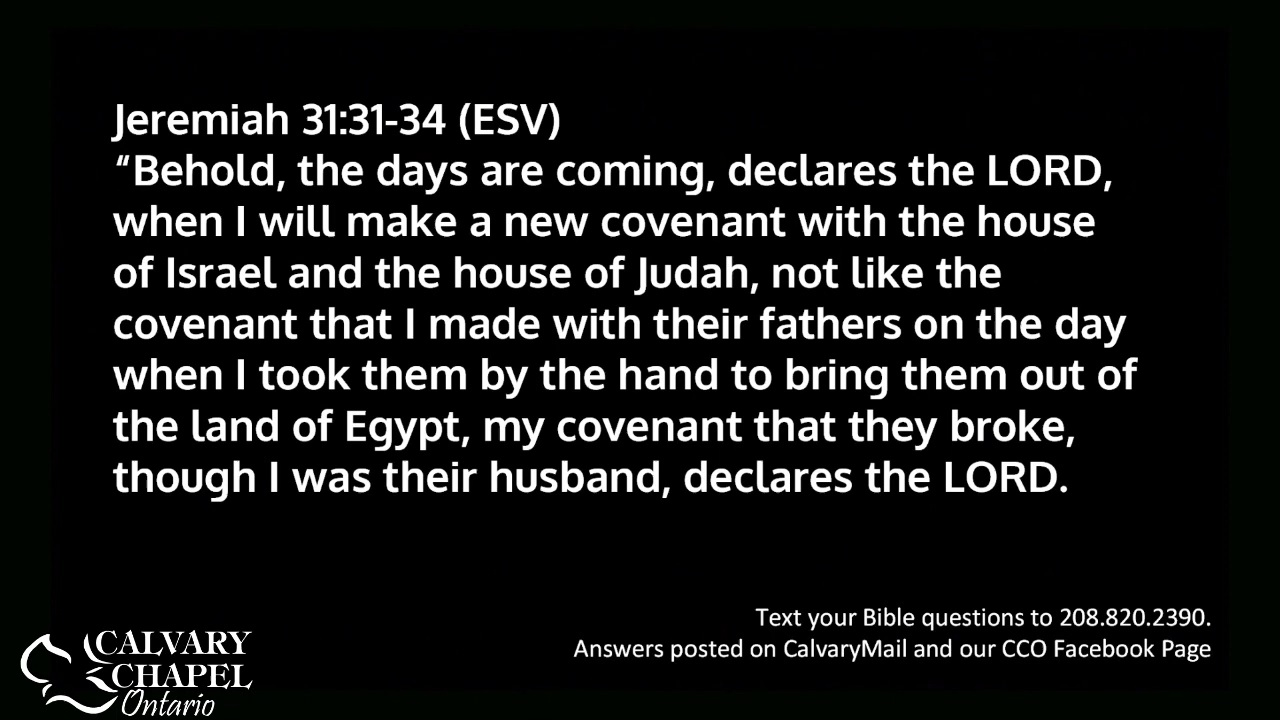 Jeremiah 31:31-34 (ESV)
“Behold, the days are coming, declares the LORD,
when I will make a new covenant with the house
of Israel and the house of Judah, not like the
covenant that I made with their fathers on the day
when I took them by the hand to bring them out of
the land of Egypt, my covenant that they broke,
though I was their husband, declares the LORD.
Text your Bible questions to 208.820.2390.
Answers posted on CalvaryMail and our CCO Facebook Page
CALVARY
CHAPEL
Ontario